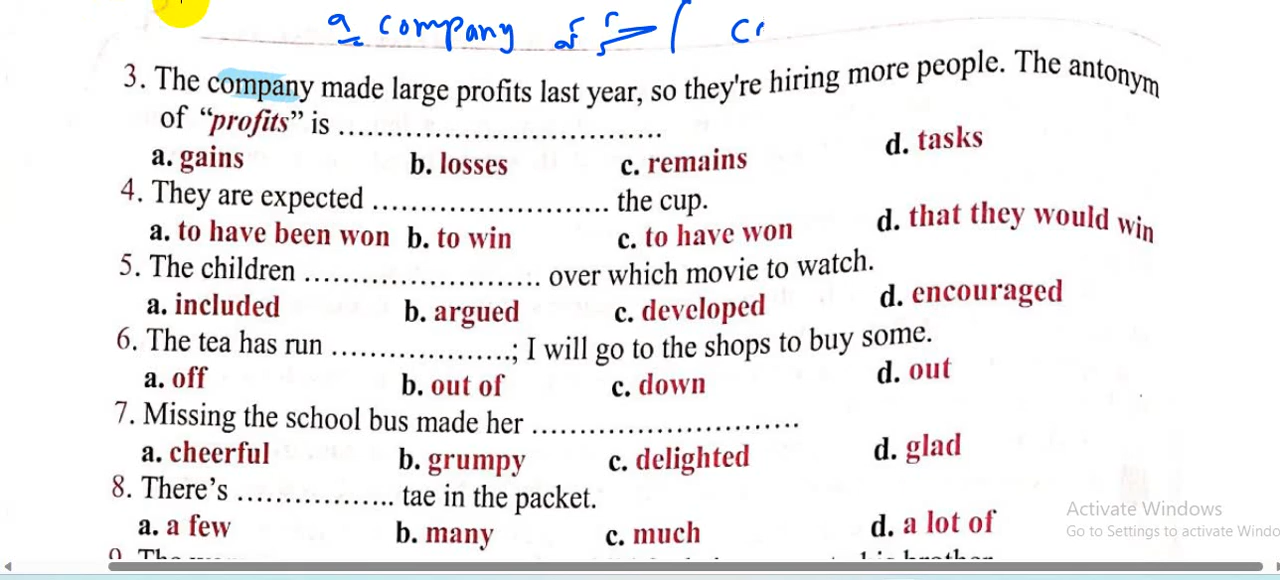 a company of
3. The company made large profits last year, so they're hiring more people. The antonym
of “profits” is ..................................
a. gains b. losses c. remains d. tasks
4. They are expected ......................... the cup.
a. to have been won b. to win c. to have won d. that they would win
5. The children ......................... over which movie to watch.
a. included b. argued c. developed d. encouraged
6. The tea has run ...................; I will go to the shops to buy some.
a. off b. out of c. down d. out
7. Missing the school bus made her ............................
a. cheerful b. grumpy c. delighted d. glad
8. There’s ................. tae in the packet.
a. a few b. many c. much d. a lot of
Activate Windows
Go to Settings to activate Windo